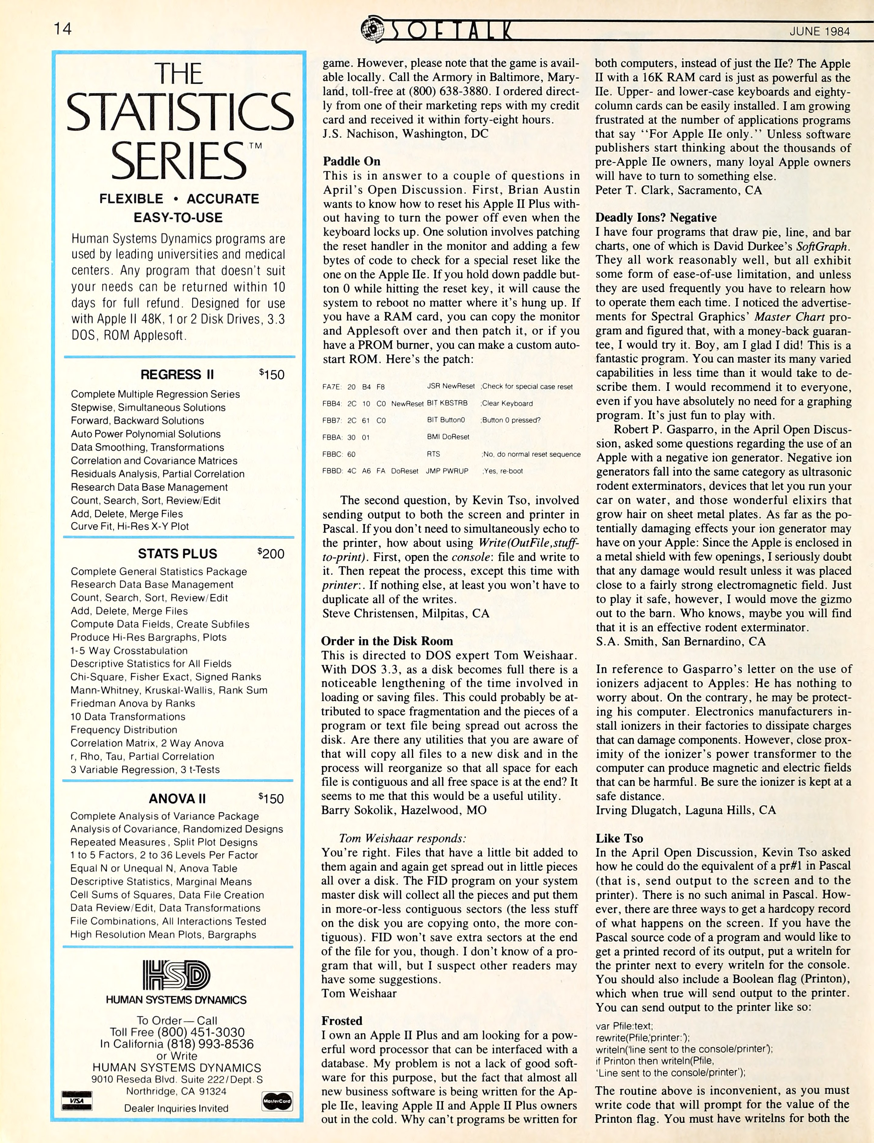 14
SOFTALK
JUNE 1984
THE
STATISTICS
SERIES™
FLEXIBLE • ACCURATE
EASY-TO-USE
Human Systems Dynamics programs are
used by leading universities and medical
centers. Any program that doesn't suit
your needs can be returned within 10
days for full refund. Designed for use
with Apple II 48K, 1 or 2 Disk Drives, 3.3
DOS, ROM Applesoft.
REGRESS II $150
Complete Multiple Regression Series
Stepwise, Simultaneous Solutions
Forward, Backward Solutions
Auto Power Polynomial Solutions
Data Smoothing, Transformations
Correlation and Covariance Matrices
Residuals Analysis, Partial Correlation
Research Data Base Management
Count, Search, Sort, Review/Edit
Add, Delete, Merge Files
Curve Fit, Hi-Res X-Y Plot
STATS PLUS $200
Complete General Statistics Package
Research Data Base Management
Count, Search, Sort, Review/Edit
Add, Delete, Merge Files
Compute Data Fields, Create Subfiles
Produce Hi-Res Bargraphs, Plots
1-5 Way Crosstabulation
Descriptive Statistics for All Fields
Chi-Square, Fisher Exact, Signed Ranks
Mann-Whitney, Kruskal-Wallis, Rank Sum
Friedman Anova by Ranks
10 Data Transformations
Frequency Distribution
Correlation Matrix, 2 Way Anova
r, Rho, Tau, Partial Correlation
3 Variable Regression, 3 t-Tests
ANOVA II $150
Complete Analysis of Variance Package
Analysis of Covariance, Randomized Designs
Repeated Measures, Split Plot Designs
1 to 5 Factors, 2 to 36 Levels Per Factor
Equal N or Unequal N, Anova Table
Descriptive Statistics, Marginal Means
Cell Sums of Squares, Data File Creation
Data Review/Edit, Data Transformations
File Combinations, All Interactions Tested
High Resolution Mean Plots, Bargraphs
HSD
HUMAN SYSTEMS DYNAMICS
To Order—Call
Toll Free (800) 451-3030
In California (818) 993-8536
or Write
HUMAN SYSTEMS DYNAMICS
9010 Reseda Blvd. Suite 222/Dept. S
Northridge, CA 91324
Dealer Inquiries Invited
VISA
MasterCard
game. However, please note that the game is avail-
able locally. Call the Armory in Baltimore, Mary-
land, toll-free at (800) 638-3880. I ordered direct-
ly from one of their marketing reps with my credit
card and received it within forty-eight hours.
J.S. Nachison, Washington, DC
Paddle On
This is in answer to a couple of questions in
April's Open Discussion. First, Brian Austin
wants to know how to reset his Apple II Plus with-
out having to turn the power off even when the
keyboard locks up. One solution involves patching
the reset handler in the monitor and adding a few
bytes of code to check for a special reset like the
one on the Apple IIe. If you hold down paddle but-
ton 0 while hitting the reset key, it will cause the
system to reboot no matter where it's hung up. If
you have a RAM card, you can copy the monitor
and Applesoft over and then patch it, or if you
have a PROM burner, you can make a custom auto-
start ROM. Here's the patch:
FA7E: 20 B4 F8 JSR NewReset ;Check for special case reset
FBB4: 2C 10 C0 NewReset BIT KBSTRB ;Clear Keyboard
FBB7: 2C 61 C0 BIT Button0 ;Button 0 pressed?
FBBA: 30 01 BMI DoReset
FBBC: 60 RTS ;No, do normal reset sequence
FBBD: 4C A6 FA DoReset JMP PWRUP ;Yes, re-boot
The second question, by Kevin Tso, involved
sending output to both the screen and printer in
Pascal. If you don't need to simultaneously echo to
the printer, how about using Write(OutFile,stuff-
to-print). First, open the console: file and write to
it. Then repeat the process, except this time with
printer:. If nothing else, at least you won't have to
duplicate all of the writes.
Steve Christensen, Milpitas, CA
Order in the Disk Room
This is directed to DOS expert Tom Weishaar.
With DOS 3.3, as a disk becomes full there is a
noticeable lengthening of the time involved in
loading or saving files. This could probably be at-
tributed to space fragmentation and the pieces of a
program or text file being spread out across the
disk. Are there any utilities that you are aware of
that will copy all files to a new disk and in the
process will reorganize so that all space for each
file is contiguous and all free space is at the end? It
seems to me that this would be a useful utility.
Barry Sokolik, Hazelwood, MO
Tom Weishaar responds:
You're right. Files that have a little bit added to
them again and again get spread out in little pieces
all over a disk. The FID program on your system
master disk will collect all the pieces and put them
in more-or-less contiguous sectors (the less stuff
on the disk you are copying onto, the more con-
tiguous). FID won't save extra sectors at the end
of the file for you, though. I don't know of a pro-
gram that will, but I suspect other readers may
have some suggestions.
Tom Weishaar
Frosted
I own an Apple II Plus and am looking for a pow-
erful word processor that can be interfaced with a
database. My problem is not a lack of good soft-
ware for this purpose, but the fact that almost all
new business software is being written for the Ap-
ple IIe, leaving Apple II and Apple II Plus owners
out in the cold. Why can't programs be written for
both computers, instead of just the IIe? The Apple
II with a 16K RAM card is just as powerful as the
IIe. Upper- and lower-case keyboards and eighty-
column cards can be easily installed. I am growing
frustrated at the number of applications programs
that say "For Apple IIe only." Unless software
publishers start thinking about the thousands of
pre-Apple IIe owners, many loyal Apple owners
will have to turn to something else.
Peter T. Clark, Sacramento, CA
Deadly Ions? Negative
I have four programs that draw pie, line, and bar
charts, one of which is David Durkee's SoftGraph.
They all work reasonably well, but all exhibit
some form of ease-of-use limitation, and unless
they are used frequently you have to relearn how
to operate them each time. I noticed the advertise-
ments for Spectral Graphics' Master Chart pro-
gram and figured that, with a money-back guaran-
tee, I would try it. Boy, am I glad I did! This is a
fantastic program. You can master its many varied
capabilities in less time than it would take to de-
scribe them. I would recommend it to everyone,
even if you have absolutely no need for a graphing
program. It's just fun to play with.
Robert P. Gasparro, in the April Open Discus-
sion, asked some questions regarding the use of an
Apple with a negative ion generator. Negative ion
generators fall into the same category as ultrasonic
rodent exterminators, devices that let you run your
car on water, and those wonderful elixirs that
grow hair on sheet metal plates. As far as the po-
tentially damaging effects your ion generator may
have on your Apple: Since the Apple is enclosed in
a metal shield with few openings, I seriously doubt
that any damage would result unless it was placed
close to a fairly strong electromagnetic field. Just
to play it safe, however, I would move the gizmo
out to the barn. Who knows, maybe you will find
that it is an effective rodent exterminator.
S.A. Smith, San Bernardino, CA
In reference to Gasparro's letter on the use of
ionizers adjacent to Apples: He has nothing to
worry about. On the contrary, he may be protect-
ing his computer. Electronics manufacturers in-
stall ionizers in their factories to dissipate charges
that can damage components. However, close prox-
imity of the ionizer's power transformer to the
computer can produce magnetic and electric fields
that can be harmful. Be sure the ionizer is kept at a
safe distance.
Irving Dlugatch, Laguna Hills, CA
Like Tso
In the April Open Discussion, Kevin Tso asked
how he could do the equivalent of a pr#1 in Pascal
(that is, send output to the screen and to the
printer). There is no such animal in Pascal. How-
ever, there are three ways to get a hardcopy record
of what happens on the screen. If you have the
Pascal source code of a program and would like to
get a printed record of its output, put a writeln for
the printer next to every writeln for the console.
You should also include a Boolean flag (Printon),
which when true will send output to the printer.
You can send output to the printer like so:
var Pfile:text;
rewrite(Pfile,'printer:');
writeln('line sent to the console/printer');
if Printon then writeln(Pfile,
'Line sent to the console/printer');
The routine above is inconvenient, as you must
write code that will prompt for the value of the
Printon flag. You must have writelns for both the